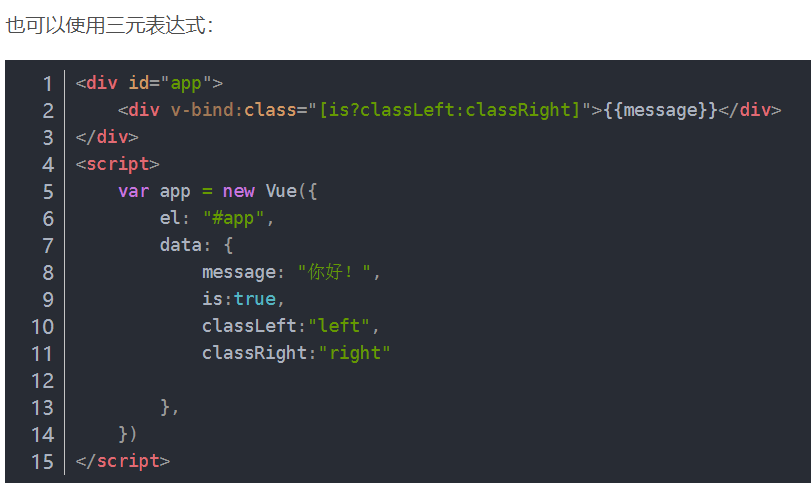 也可以使用三元表达式：
1 <div id="app">
2     <div v-bind:class="[is?classLeft:classRight]">{{message}}</div>
3 </div>
4 <script>
5     var app = new Vue({
6         el: "#app",
7         data: {
8             message: "你好！",
9             is:true,
10             classLeft:"left",
11             classRight:"right"
12
13         },
14     })
15 </script>